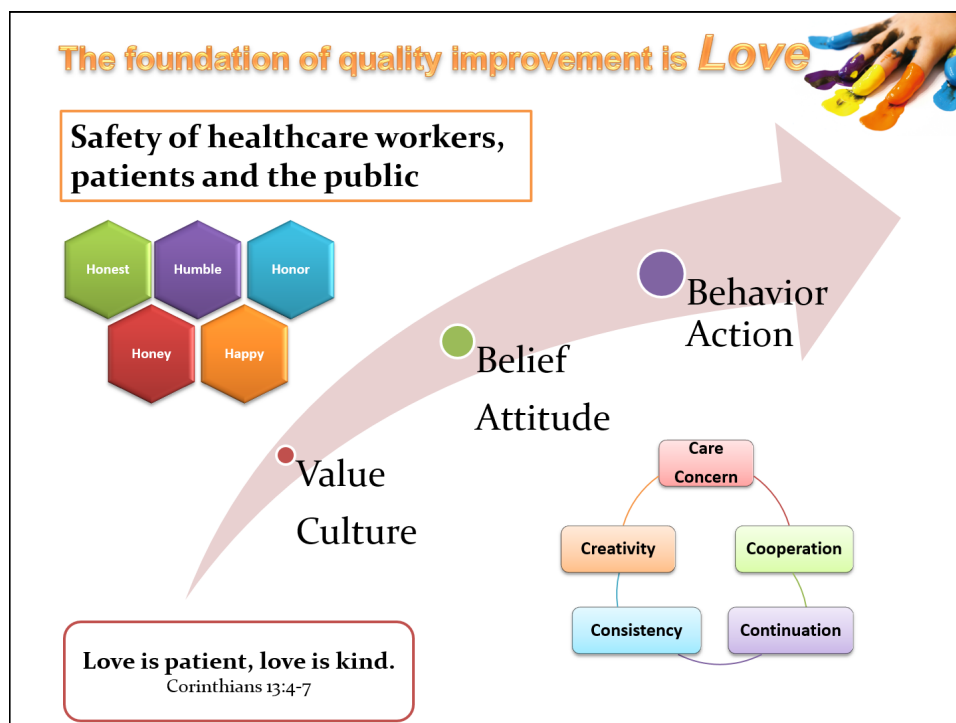 The foundation of quality improvement is Love
Safety of healthcare workers,
patients and the public
Honest
Humble
Honor
Honey
Happy
Behavior
Action
Belief
Attitude
Value
Culture
Care
Concern
Creativity
Cooperation
Consistency
Continuation
Love is patient, love is kind.
Corinthians 13:4-7